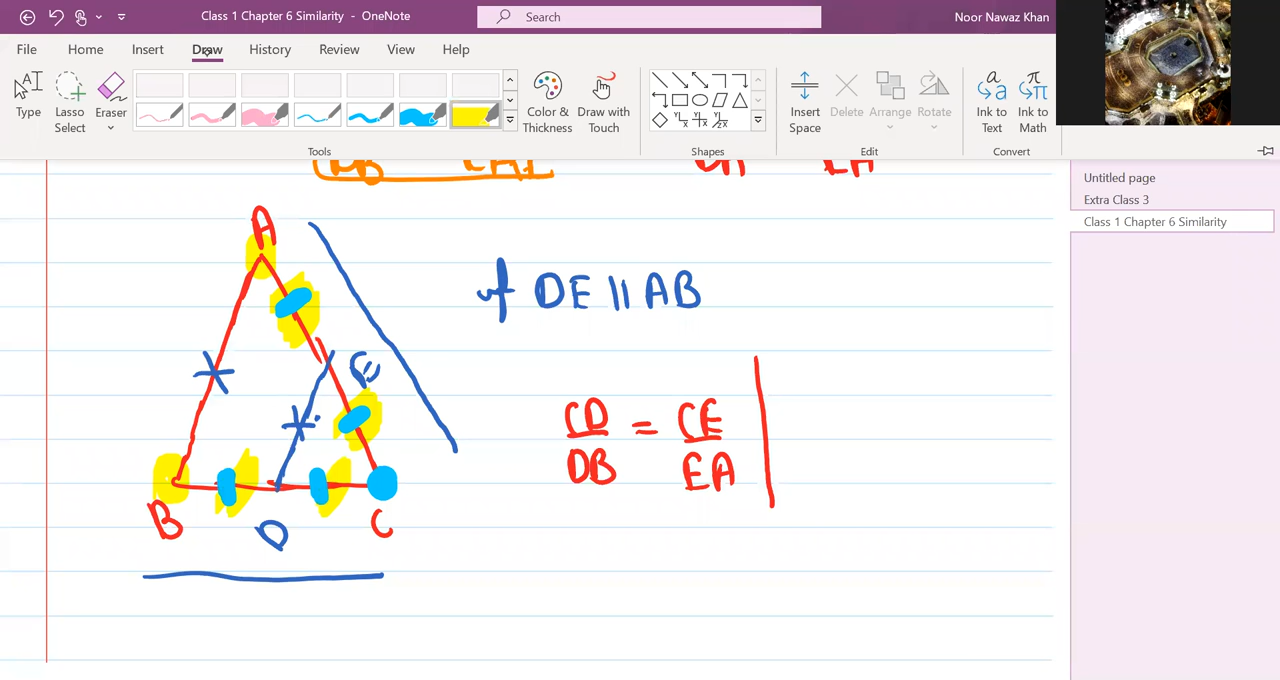 Class 1 Chapter 6 Similarity - OneNote
Search
Noor Nawaz Khan
File Home Insert Draw History Review View Help
Type
Lasso Select
Eraser
Color & Thickness
Draw with Touch
Insert Space
Delete
Arrange
Rotate
Ink to Text
Ink to Math
Tools
Shapes
Edit
Convert
Untitled page
Extra Class 3
Class 1 Chapter 6 Similarity
A
if DE || AB
E
CD/DB = CE/EA
B
D
C